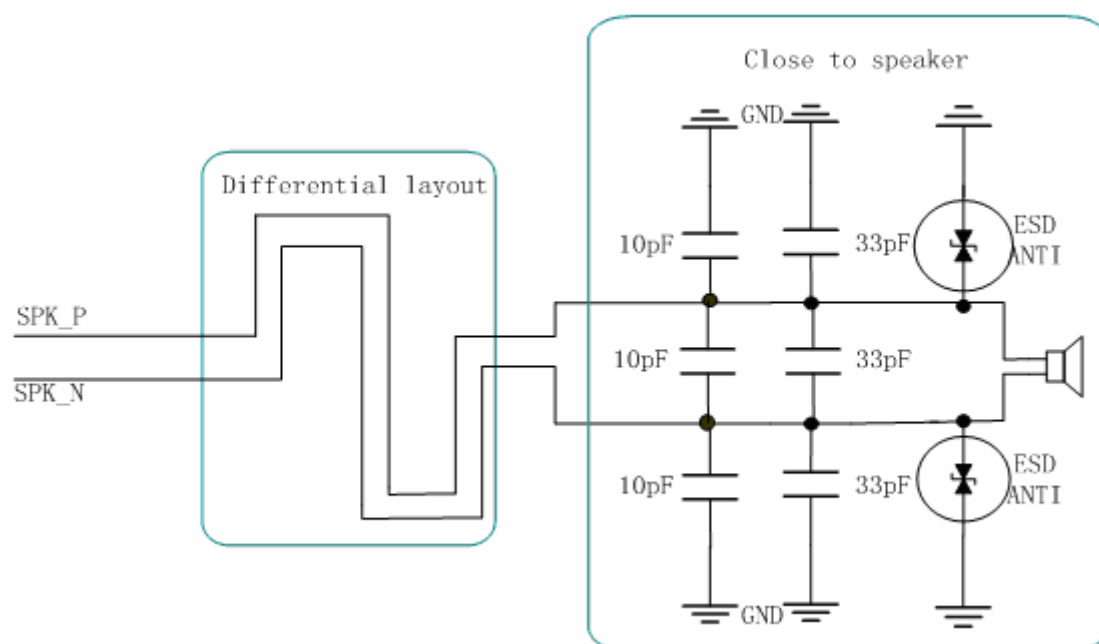 Close to speaker
GND
Differential layout
10pF
33pF
ESD
ANTI
SPK_P
10pF
33pF
SPK_N
10pF
33pF
ESD
ANTI
GND